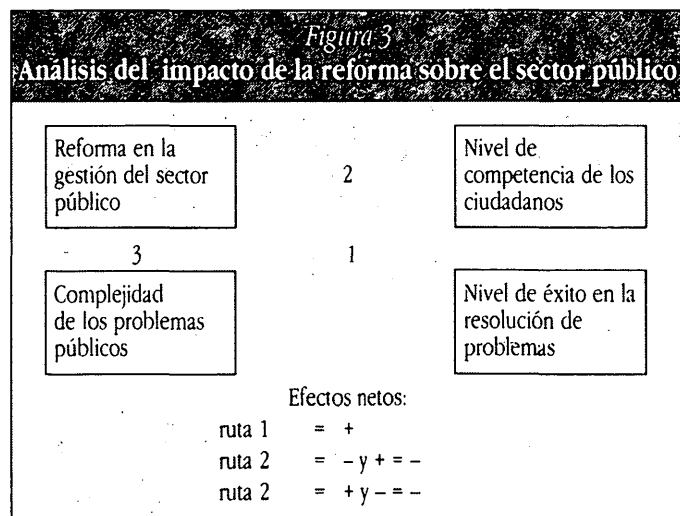 Figura 3
Análisis del impacto de la reforma sobre el sector público
Reforma en la
gestión del sector
público
2
Nivel de
competencia de los
ciudadanos
3
1
Complejidad
de los problemas
públicos
Nivel de éxito en la
resolución de
problemas
Efectos netos:
ruta 1 = +
ruta 2 = – y + = –
ruta 2 = + y – = –